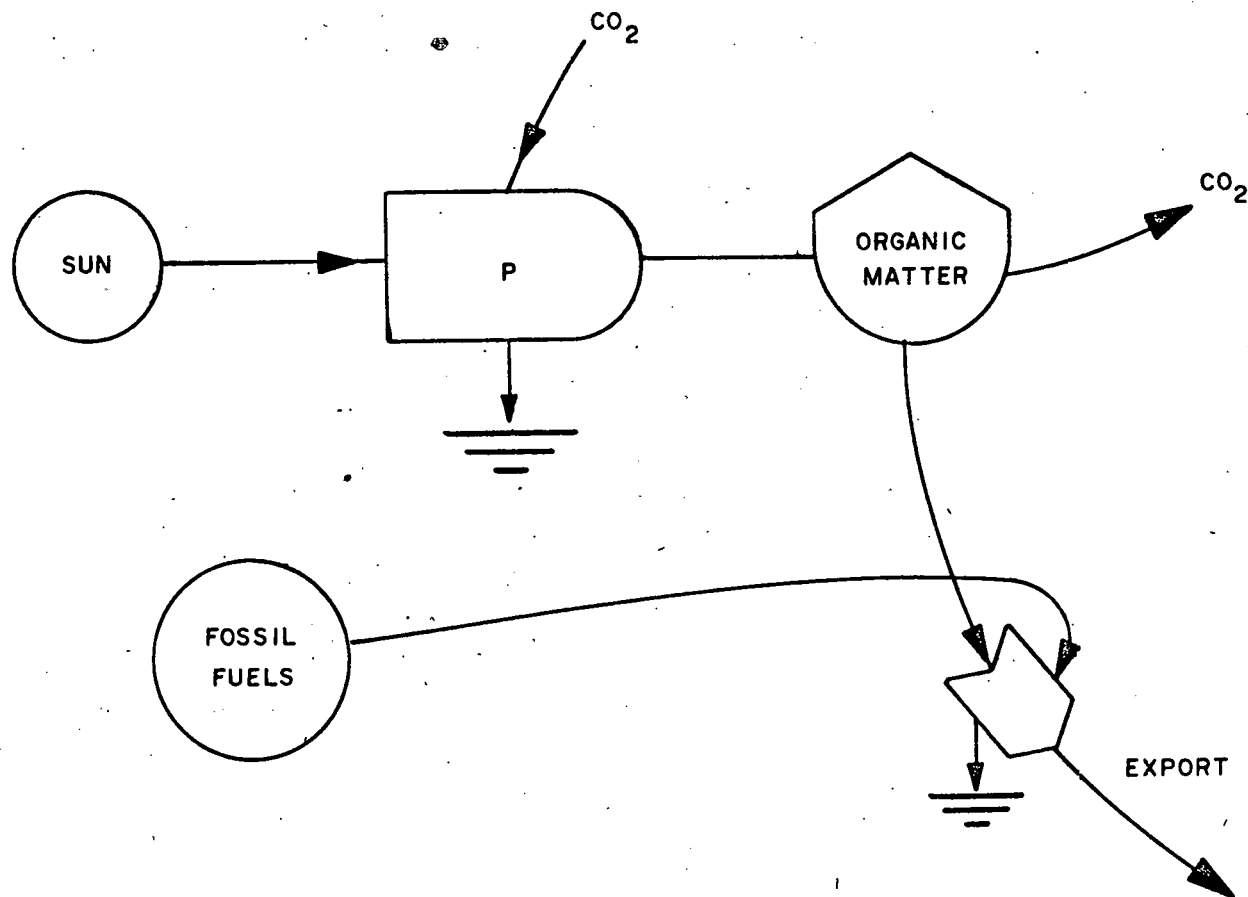 CO2
SUN
P
ORGANIC
MATTER
CO2
FOSSIL
FUELS
EXPORT